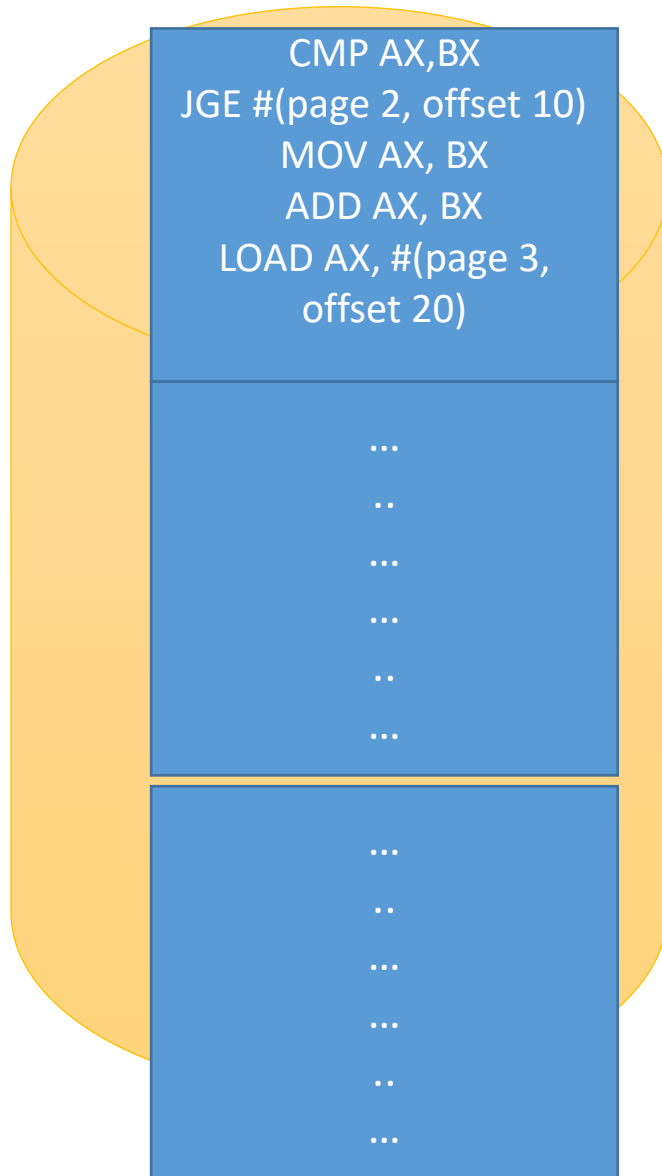 CMP AX,BX
JGE #(page 2, offset 10)
MOV AX, BX
ADD AX, BX
LOAD AX, #(page 3,
offset 20)
...
..
...
...
..
...
...
..
...
...
..
...